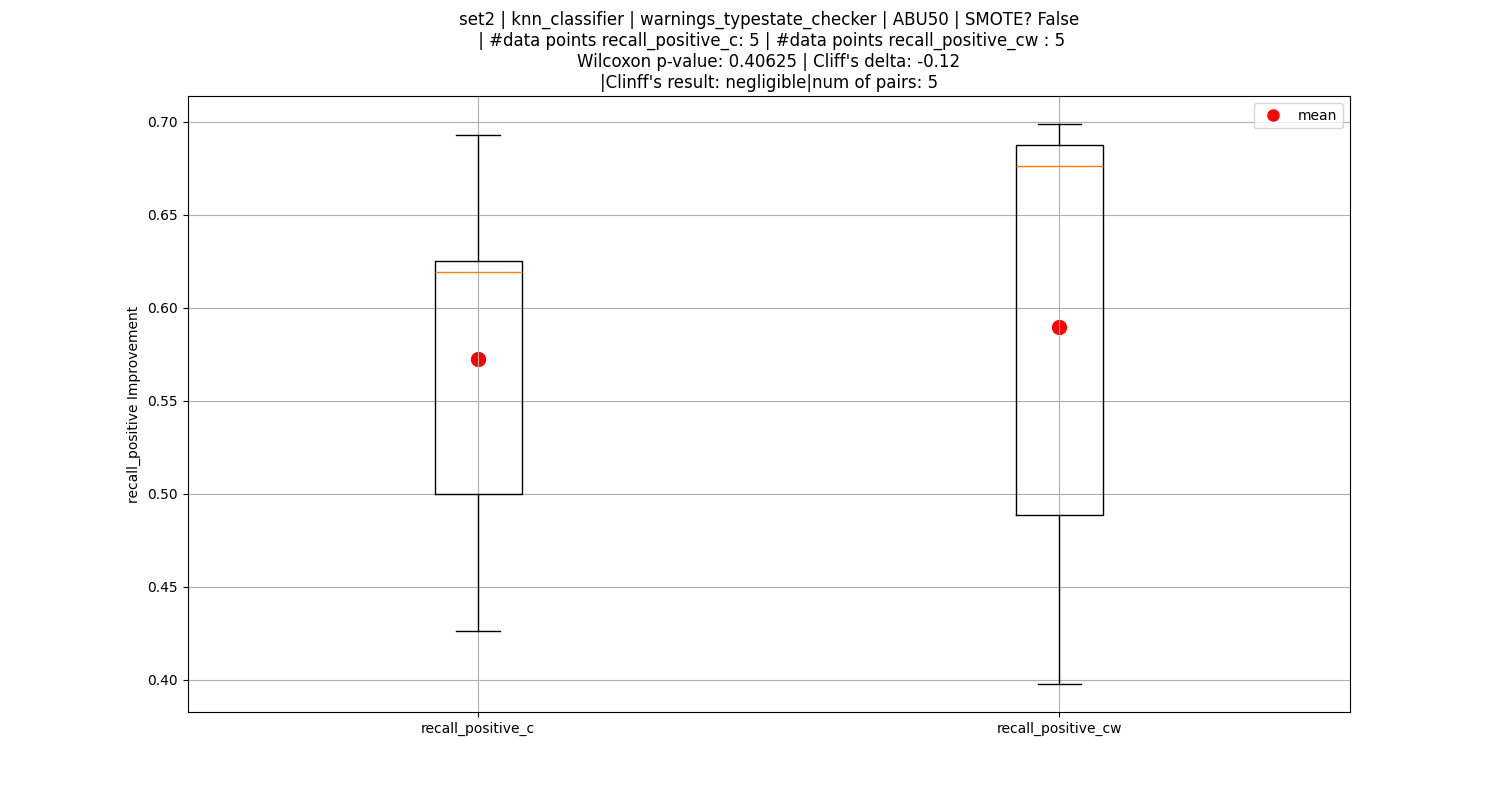 set2 | knn_classifier | warnings_typestate_checker | ABU50 | SMOTE? False
| #data points recall_positive_c: 5 | #data points recall_positive_cw : 5
Wilcoxon p-value: 0.40625 | Cliff's delta: -0.12
|Clinff's result: negligible|num of pairs: 5
mean
0.70
0.65
0.60
0.55
0.50
0.45
0.40
recall_positive Improvement
recall_positive_c
recall_positive_cw